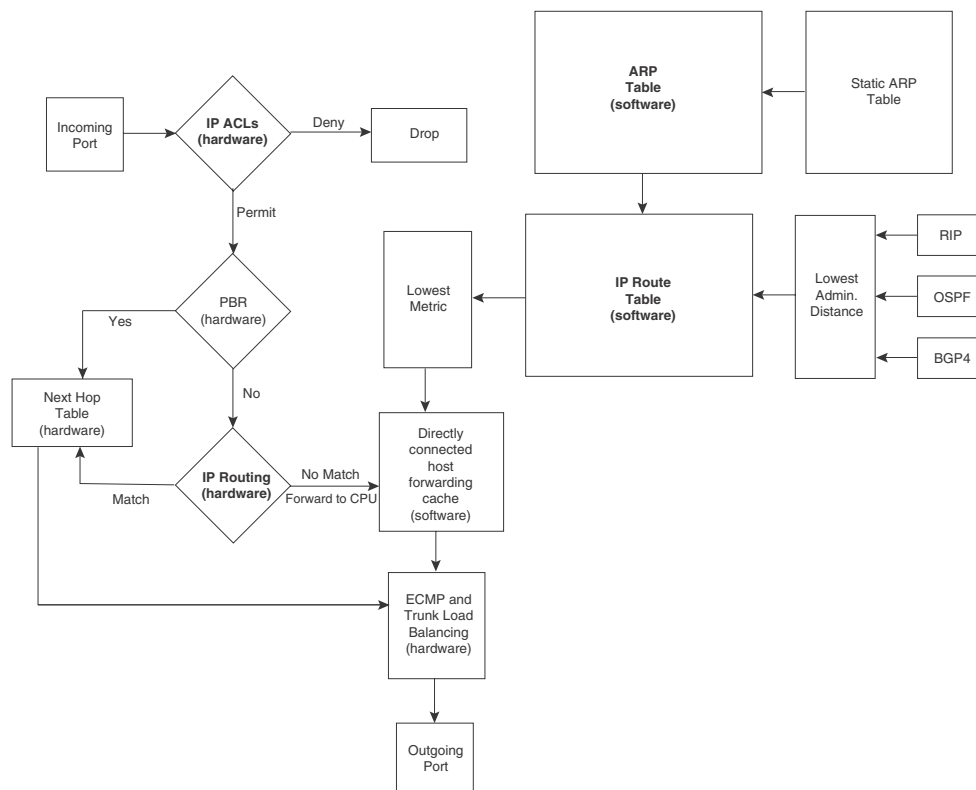 ARP
Table
(software)
Static ARP
Table
Incoming
Port
IP ACLs
(hardware)
Deny
Drop
Permit
PBR
(hardware)
Yes
No
Lowest
Metric
IP Route
Table
(software)
Lowest
Admin.
Distance
RIP
OSPF
BGP4
Next Hop
Table
(hardware)
Match
IP Routing
(hardware)
No Match
Forward to CPU
Directly
connected
host
forwarding
cache
(software)
ECMP and
Trunk Load
Balancing
(hardware)
Outgoing
Port